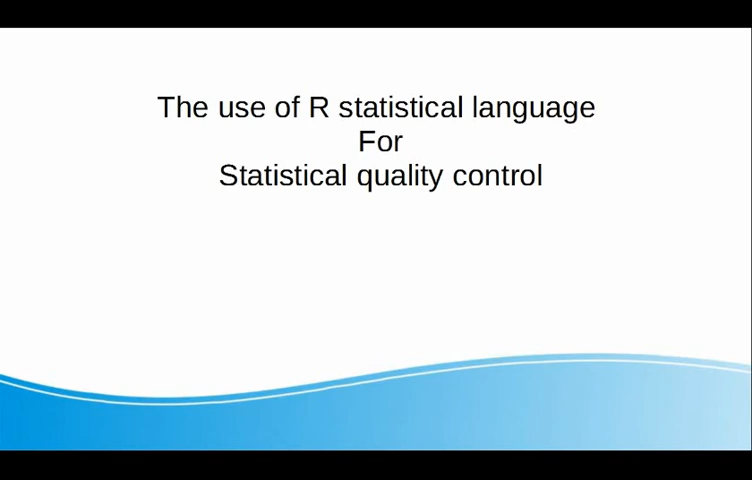 The use of R statistical language
For
Statistical quality control